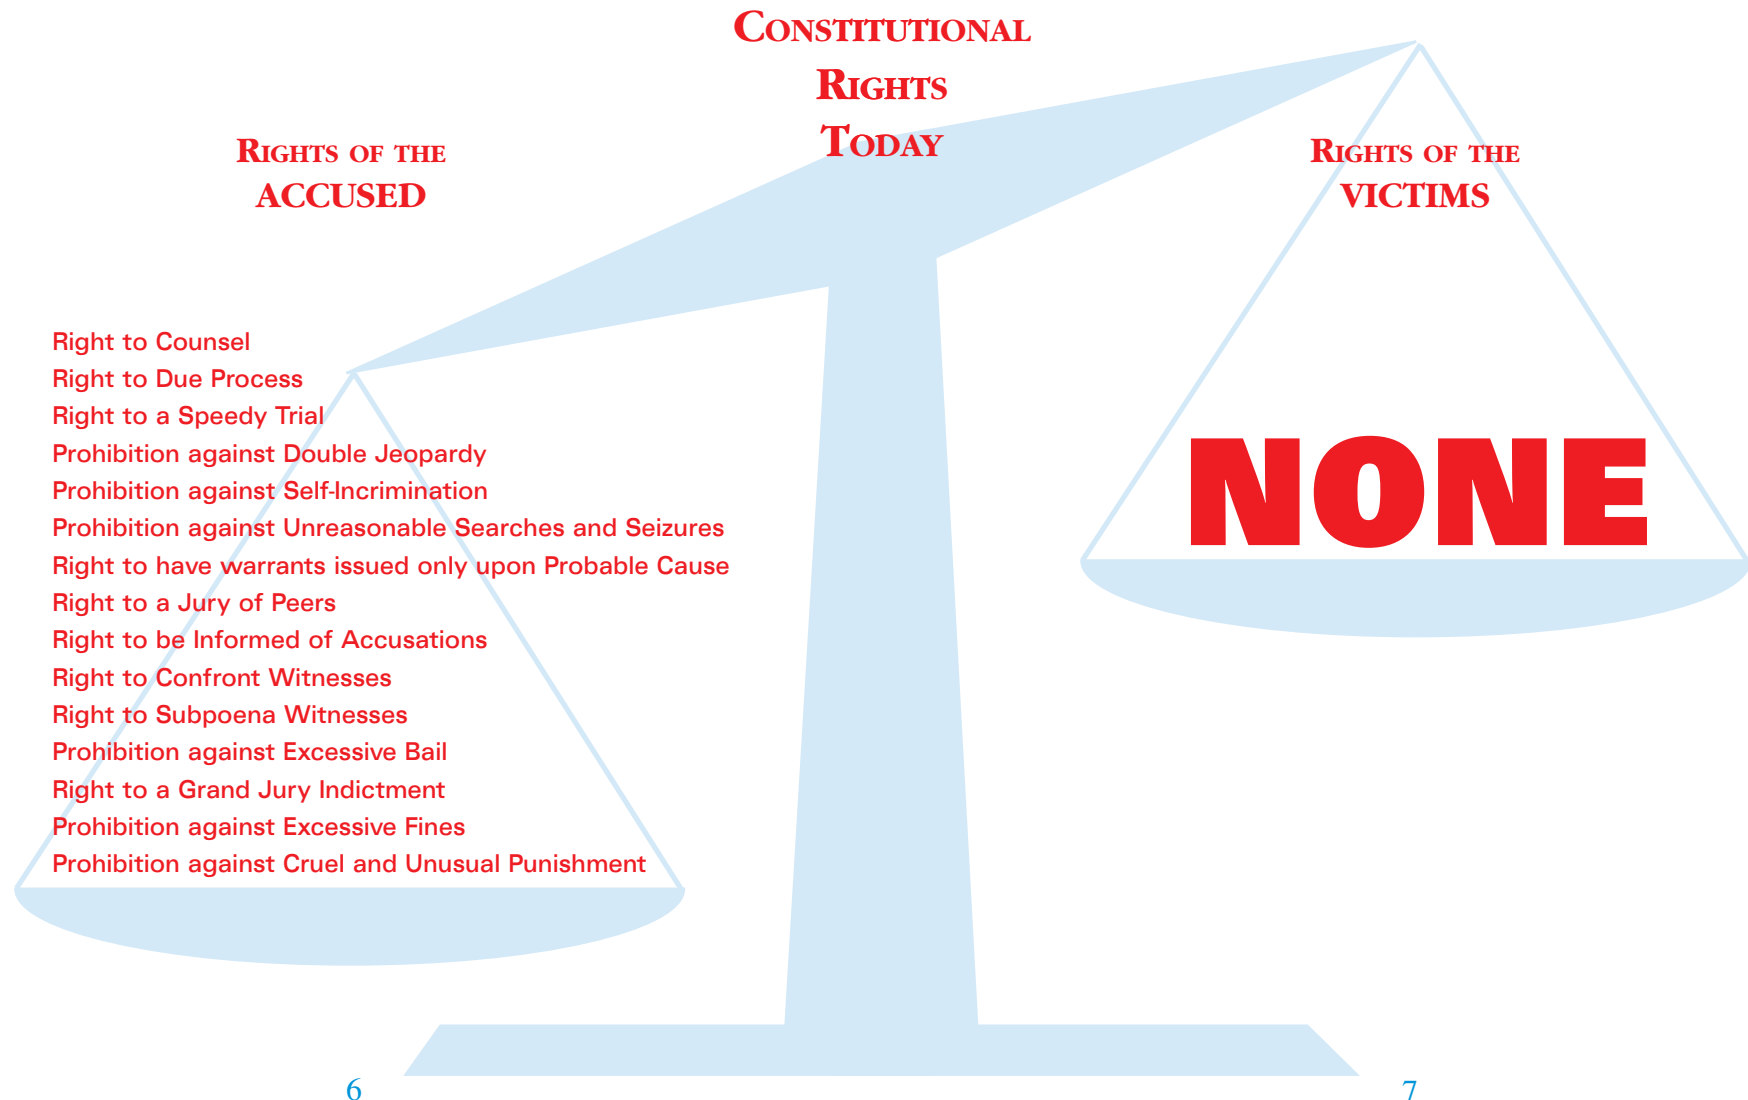 CONSTITUTIONAL
RIGHTS
TODAY
RIGHTS OF THE
ACCUSED
Right to Counsel
Right to Due Process
Right to a Speedy Trial
Prohibition against Double Jeopardy
Prohibition against Self-Incrimination
Prohibition against Unreasonable Searches and Seizures
Right to have warrants issued only upon Probable Cause
Right to a Jury of Peers
Right to be Informed of Accusations
Right to Confront Witnesses
Right to Subpoena Witnesses
Prohibition against Excessive Bail
Right to a Grand Jury Indictment
Prohibition against Excessive Fines
Prohibition against Cruel and Unusual Punishment
RIGHTS OF THE
VICTIMS
NONE
6
7